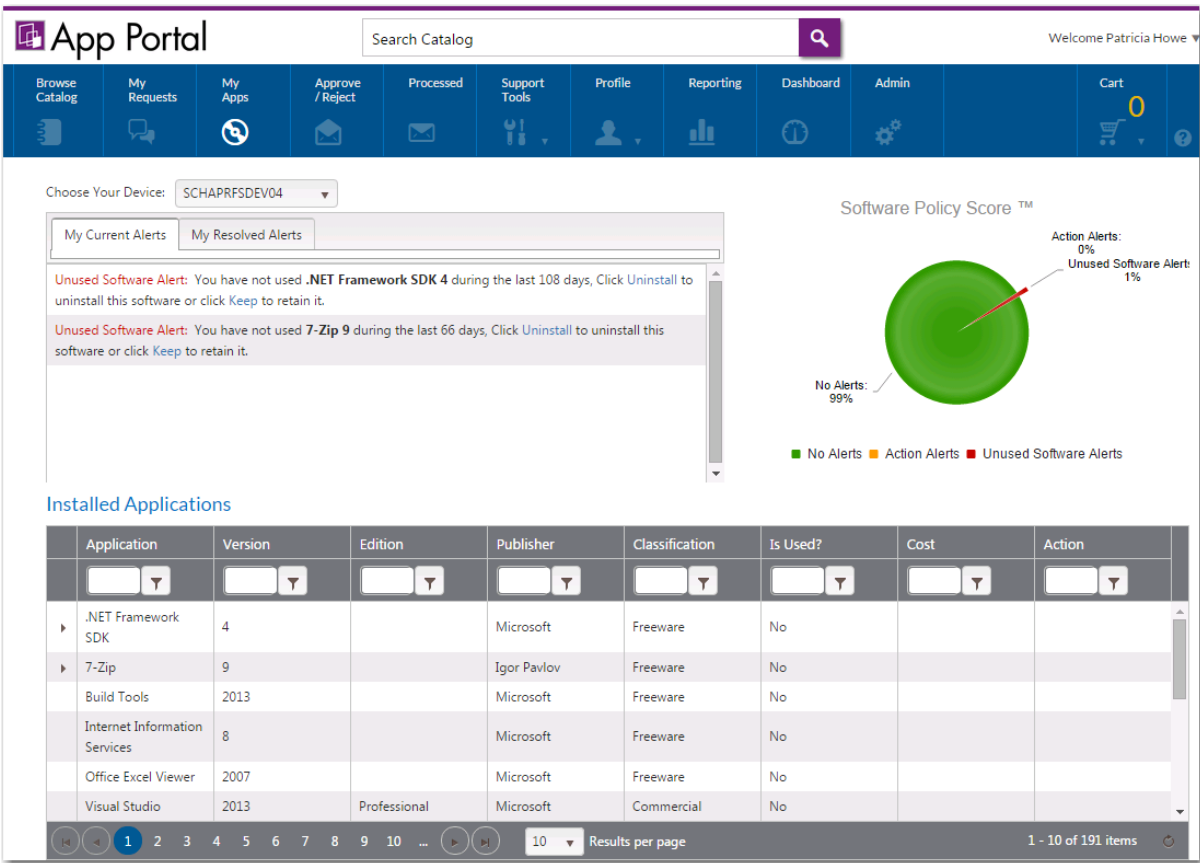 App Portal
Search Catalog
Welcome Patricia Howe
Browse
Catalog
My
Requests
My
Apps
Approve
/ Reject
Processed
Support
Tools
Profile
Reporting
Dashboard
Admin
Cart
0
?
Choose Your Device: SCHAPRFSDEV04
My Current Alerts My Resolved Alerts
Unused Software Alert: You have not used .NET Framework SDK 4 during the last 108 days, Click Uninstall to
uninstall this software or click Keep to retain it.
Unused Software Alert: You have not used 7-Zip 9 during the last 66 days, Click Uninstall to uninstall this
software or click Keep to retain it.
Software Policy Score ™
Action Alerts:
0%
Unused Software Alerts
1%
No Alerts:
99%
No Alerts Action Alerts Unused Software Alerts
Installed Applications
Application Version Edition Publisher Classification Is Used? Cost Action
.NET Framework
SDK
4 Microsoft Freeware No
7-Zip 9 Igor Pavlov Freeware No
Build Tools 2013 Microsoft Freeware No
Internet Information
Services
8 Microsoft Freeware No
Office Excel Viewer 2007 Microsoft Freeware No
Visual Studio 2013 Professional Microsoft Commercial No
1 2 3 4 5 6 7 8 9 10 ... 10 Results per page 1 - 10 of 191 items